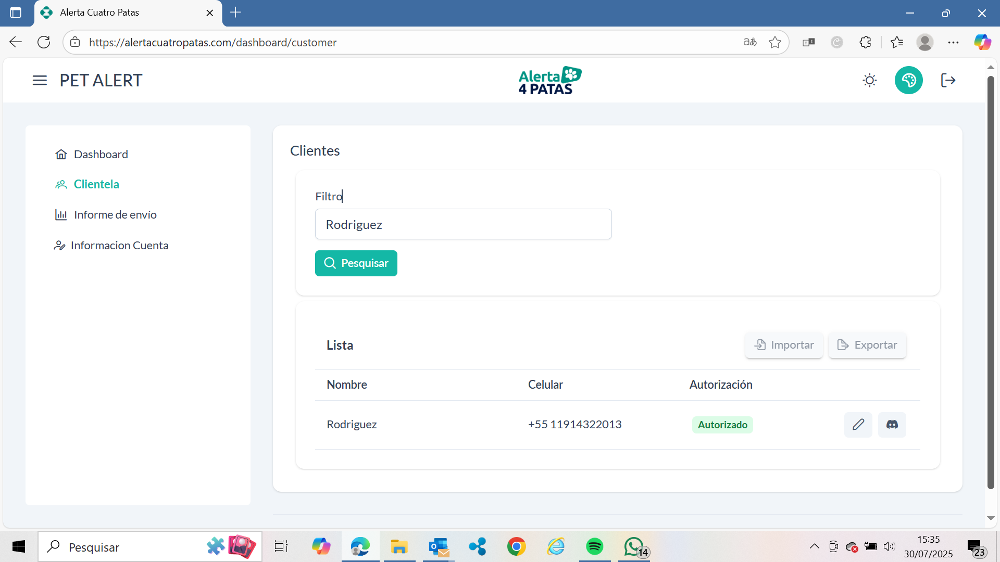 Alerta Cuatro Patas
https://alertacuatropatas.com/dashboard/customer
PET ALERT
Alerta
4 PATAS
Dashboard
Clientela
Informe de envío
Informacion Cuenta
Clientes
Filtro
Rodriguez
Pesquisar
Lista
Importar
Exportar
Nombre
Celular
Autorización
Rodriguez
+55 11914322013
Autorizado
Pesquisar
14
15:35
30/07/2025
23